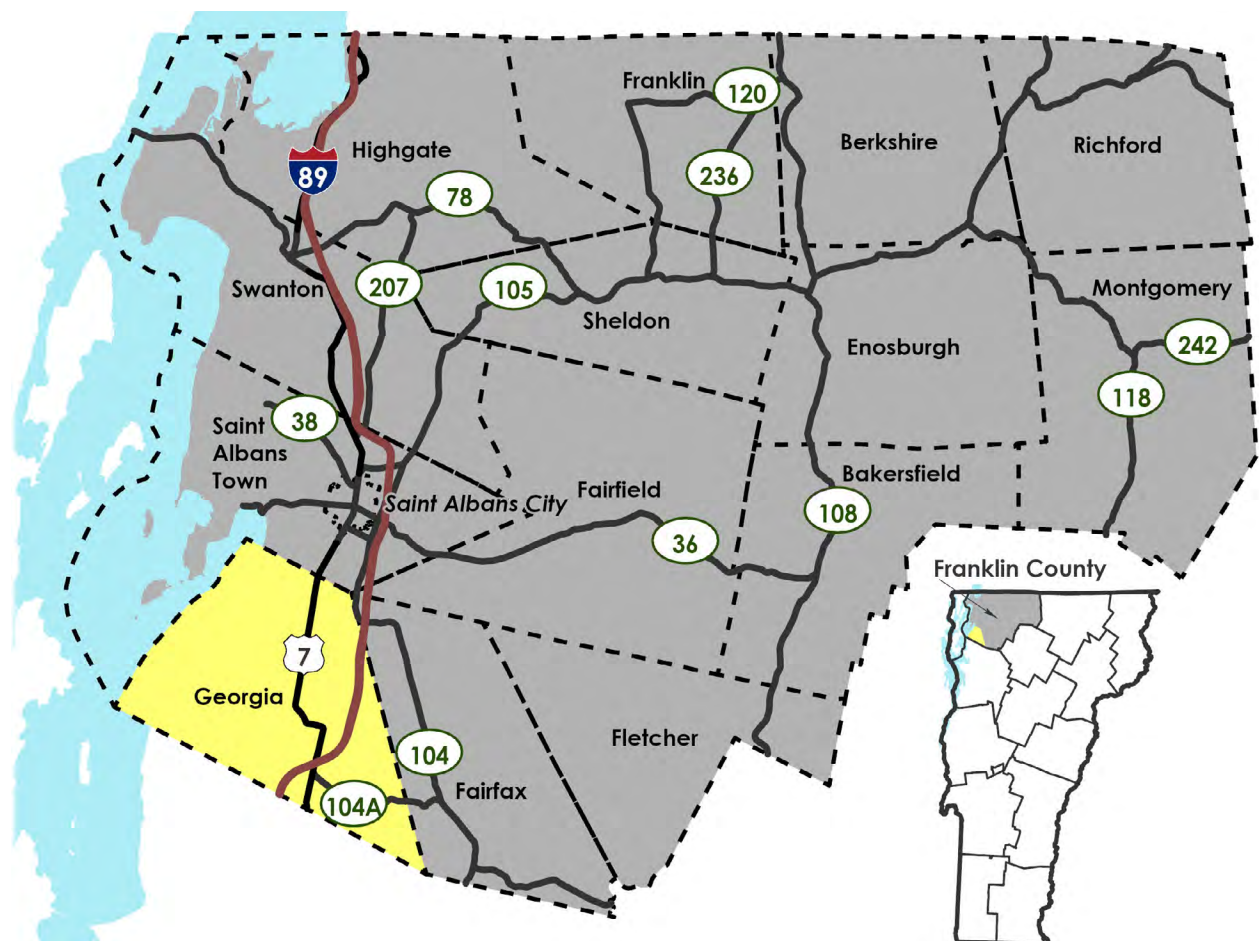 Franklin
120
Berkshire
Richford
Highgate
89
236
78
Swanton
207
105
Sheldon
Montgomery
Enosburgh
242
118
38
Saint
Albans
Town
Saint Albans City
Fairfield
Bakersfield
108
36
Franklin County
7
Georgia
104
Fletcher
104A
Fairfax